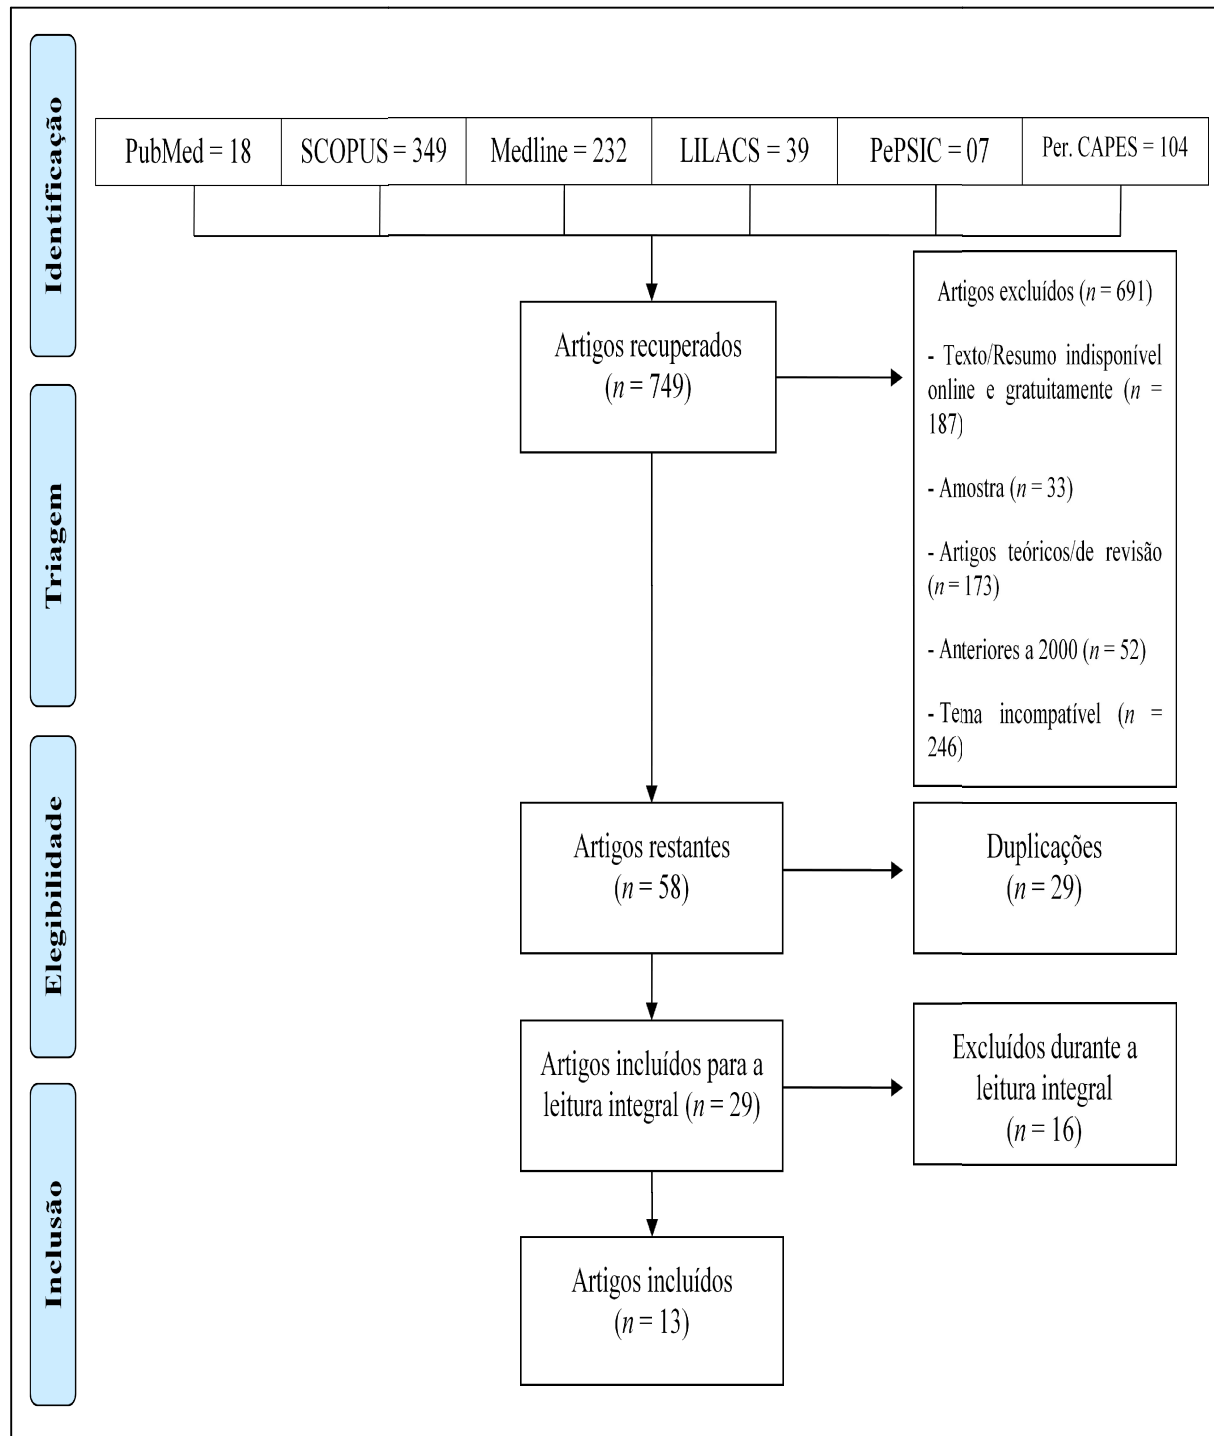 Identificação
PubMed = 18
SCOPUS = 349
Medline = 232
LILACS = 39
PePSIC = 07
Per. CAPES = 104
Artigos recuperados
(n = 749)
Artigos excluídos (n = 691)
- Texto/Resumo indisponível
online e gratuitamente (n =
187)
- Amostra (n = 33)
- Artigos teóricos/de revisão
(n = 173)
- Anteriores a 2000 (n = 52)
- Tema incompatível (n =
246)
Triagem
Elegibilidade
Artigos restantes
(n = 58)
Duplicações
(n = 29)
Artigos incluídos para a
leitura integral (n = 29)
Excluídos durante a
leitura integral
(n = 16)
Inclusão
Artigos incluídos
(n = 13)